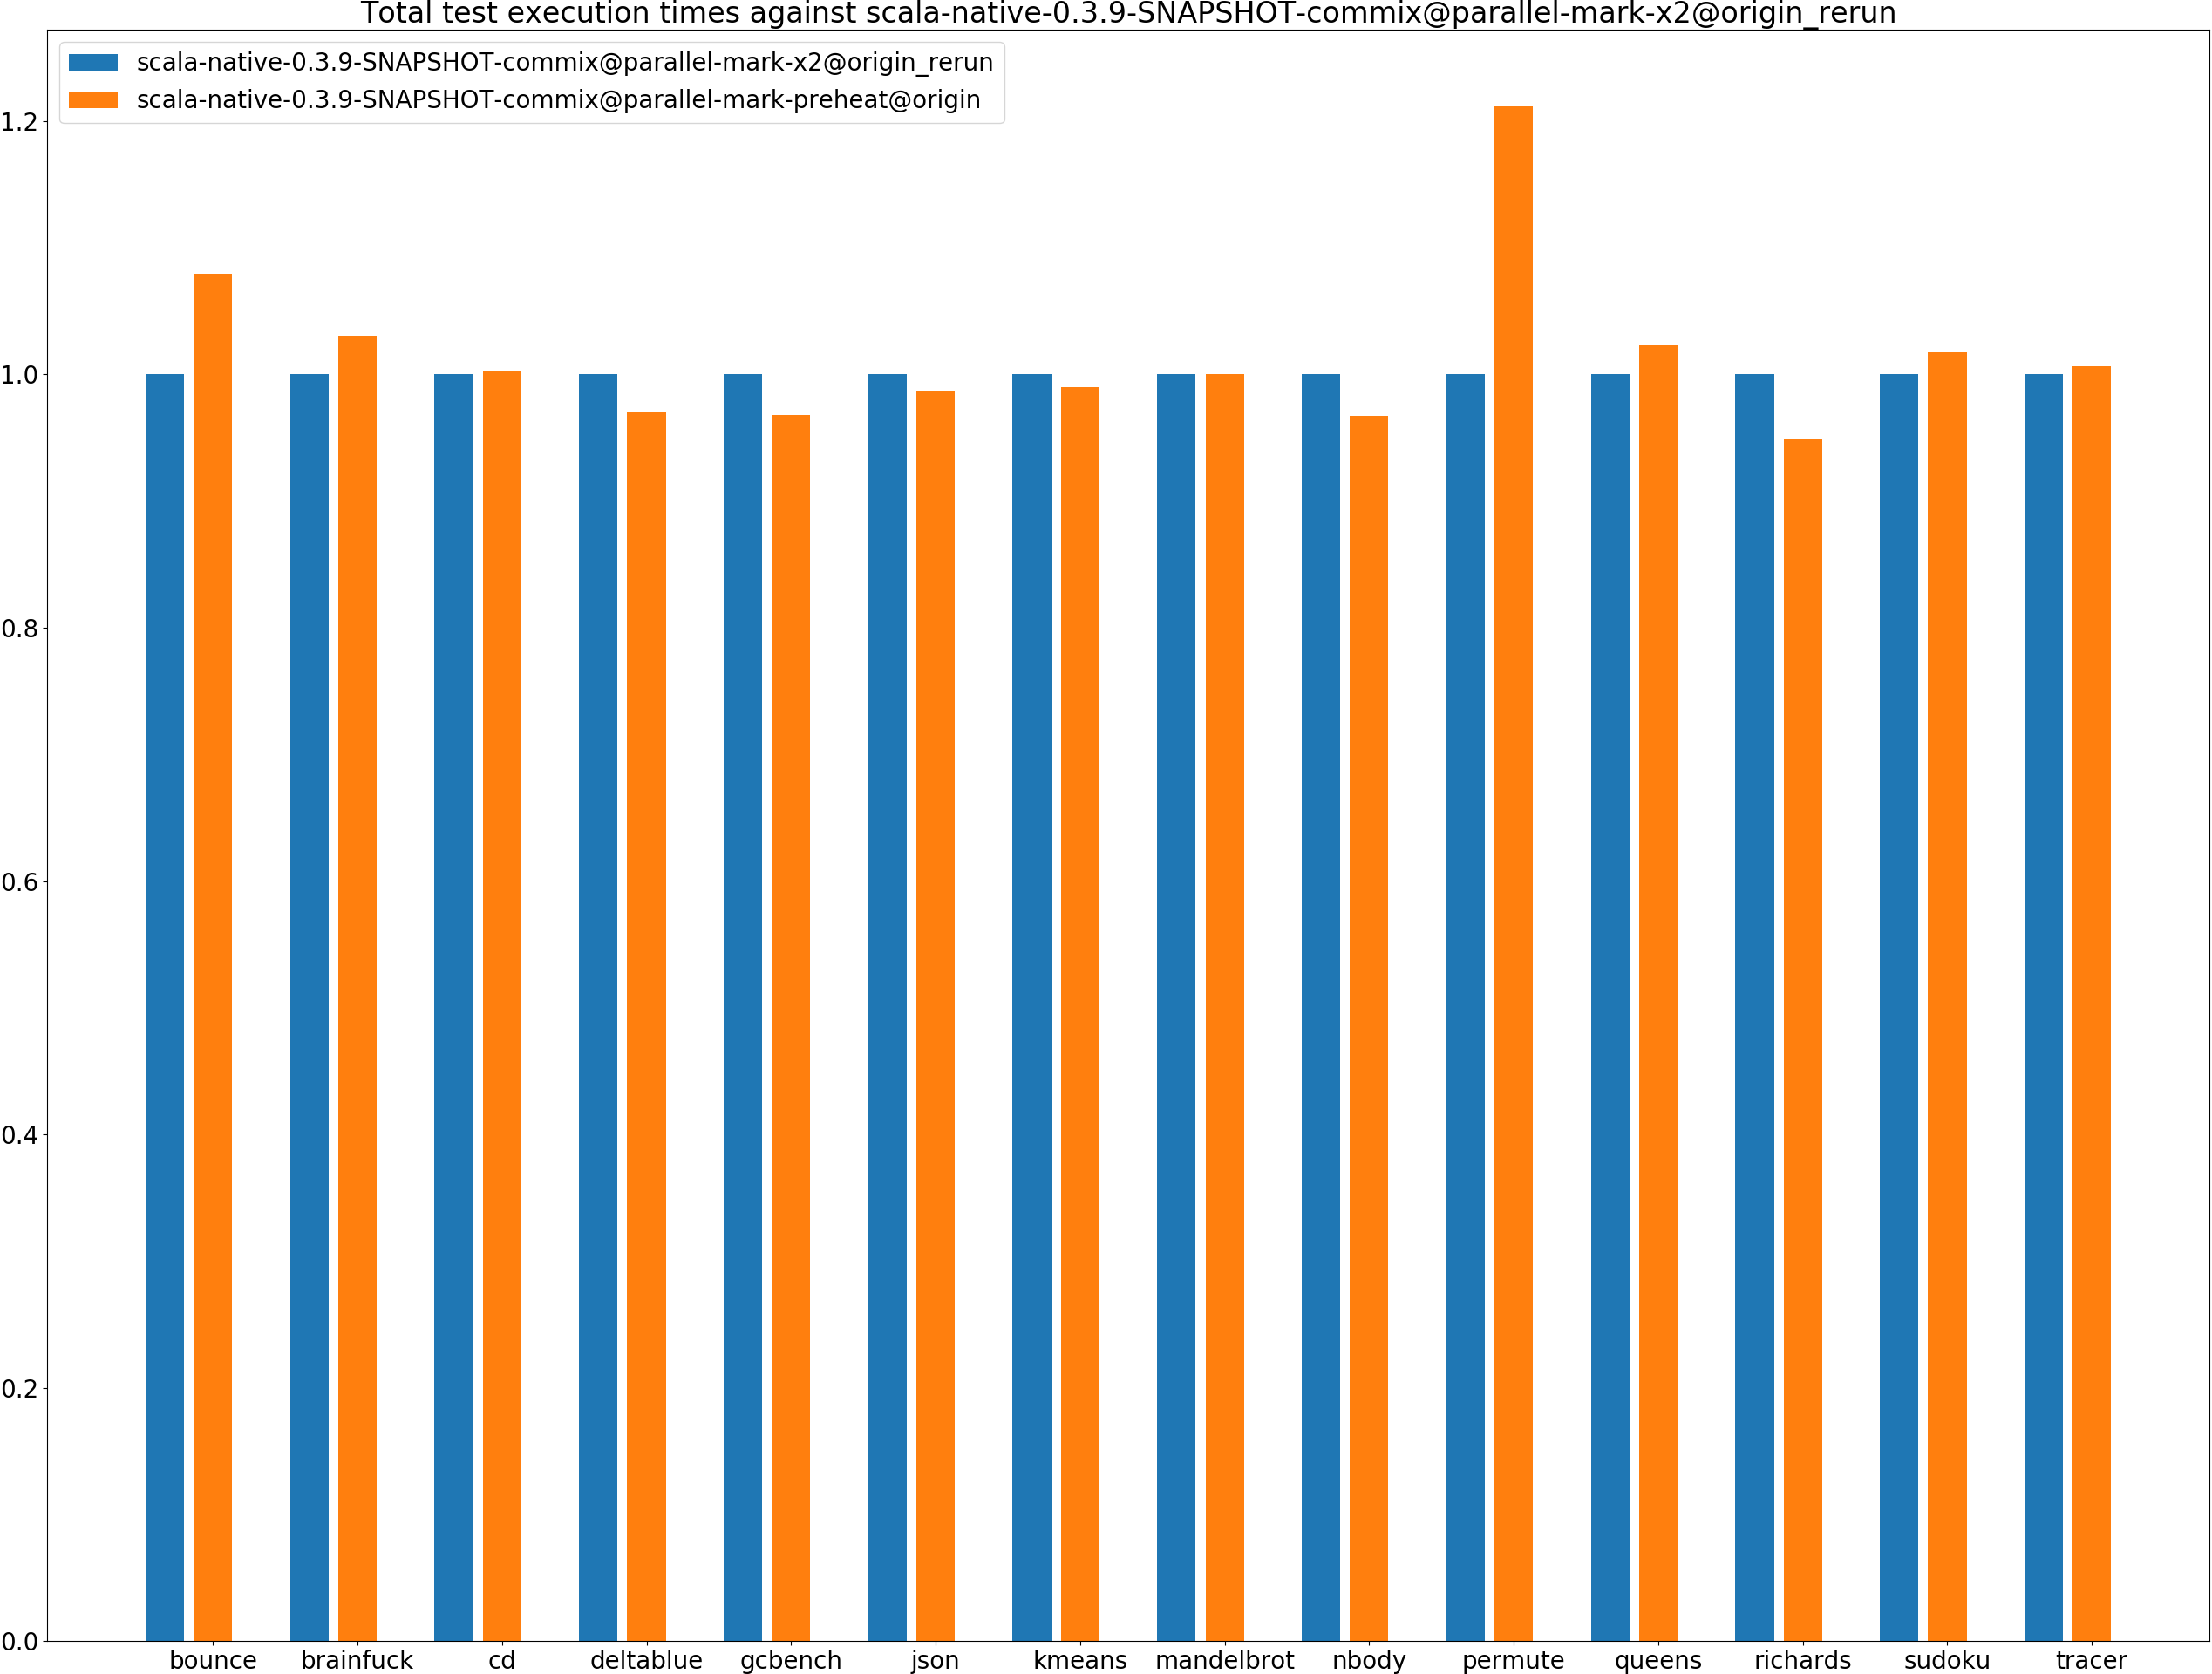 Total test execution times against scala-native-0.3.9-SNAPSHOT-commix@parallel-mark-x2@origin_rerun
scala-native-0.3.9-SNAPSHOT-commix@parallel-mark-x2@origin_rerun
scala-native-0.3.9-SNAPSHOT-commix@parallel-mark-preheat@origin
1.2
1.0
0.8
0.6
0.4
0.2
0.0
bounce brainfuck cd deltablue gcbench json kmeans mandelbrot nbody permute queens richards sudoku tracer